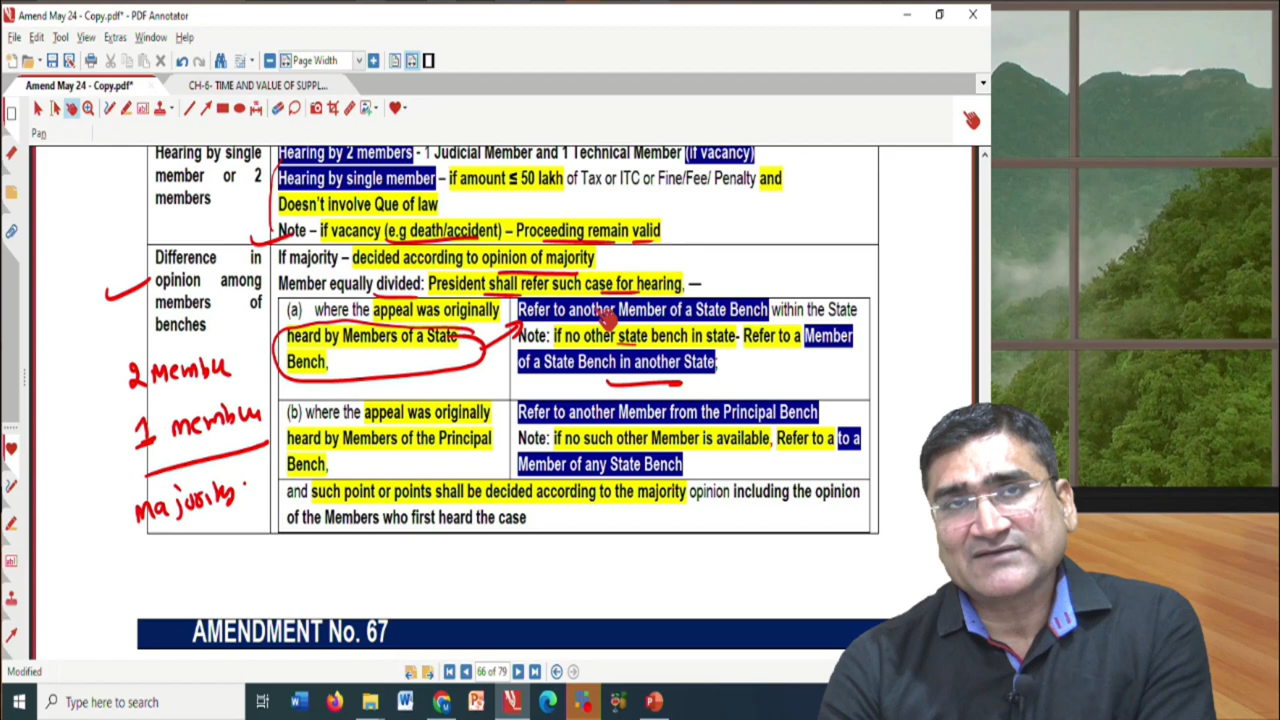 Amend May 24 - Copy.pdf* - PDF Annotator
File Edit Tool View Extras Window Help
Page Width
Amend May 24 - Copy.pdf*
CH-6- TIME AND VALUE OF SUPPL...
Pan
Hearing by single member or 2 members
Hearing by 2 members - 1 Judicial Member and 1 Technical Member (if vacancy)
Hearing by single member – if amount ≤ 50 lakh of Tax or ITC or Fine/Fee/ Penalty and
Doesn't involve Que of law
Note – if vacancy (e.g death/accident) – Proceeding remain valid
Difference in
opinion among
members of
benches
If majority – decided according to opinion of majority
Member equally divided: President shall refer such case for hearing, —
(a) where the appeal was originally
heard by Members of a State
Bench,
Refer to another Member of a State Bench within the State
Note: if no other state bench in state- Refer to a Member
of a State Bench in another State;
(b) where the appeal was originally
heard by Members of the Principal
Bench,
Refer to another Member from the Principal Bench
Note: if no such other Member is available, Refer to a to a
Member of any State Bench
and such point or points shall be decided according to the majority opinion including the opinion
of the Members who first heard the case
2 Membe
1 member
majority.
AMENDMENT No. 67
Modified
66 of 79
Type here to search